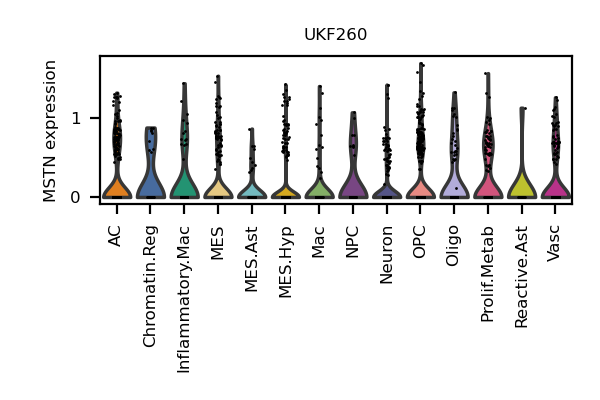 UKF260
MSTN expression
1
0
AC
Chromatin.Reg
Inflammatory.Mac
MES
MES.Ast
MES.Hyp
Mac
NPC
Neuron
OPC
Oligo
Prolif.Metab
Reactive.Ast
Vasc